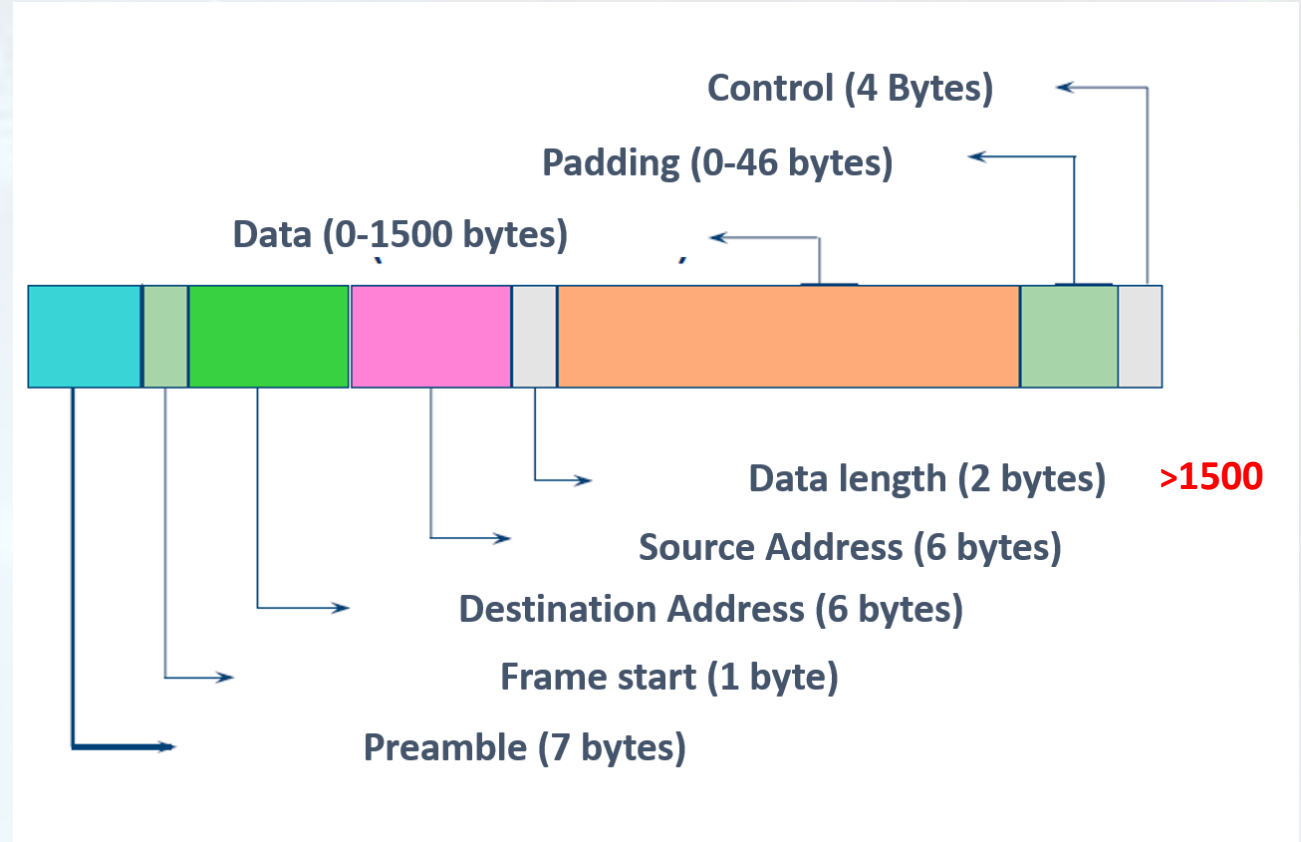 Control (4 Bytes)
Padding (0-46 bytes)
Data (0-1500 bytes)
Data length (2 bytes) >1500
Source Address (6 bytes)
Destination Address (6 bytes)
Frame start (1 byte)
Preamble (7 bytes)